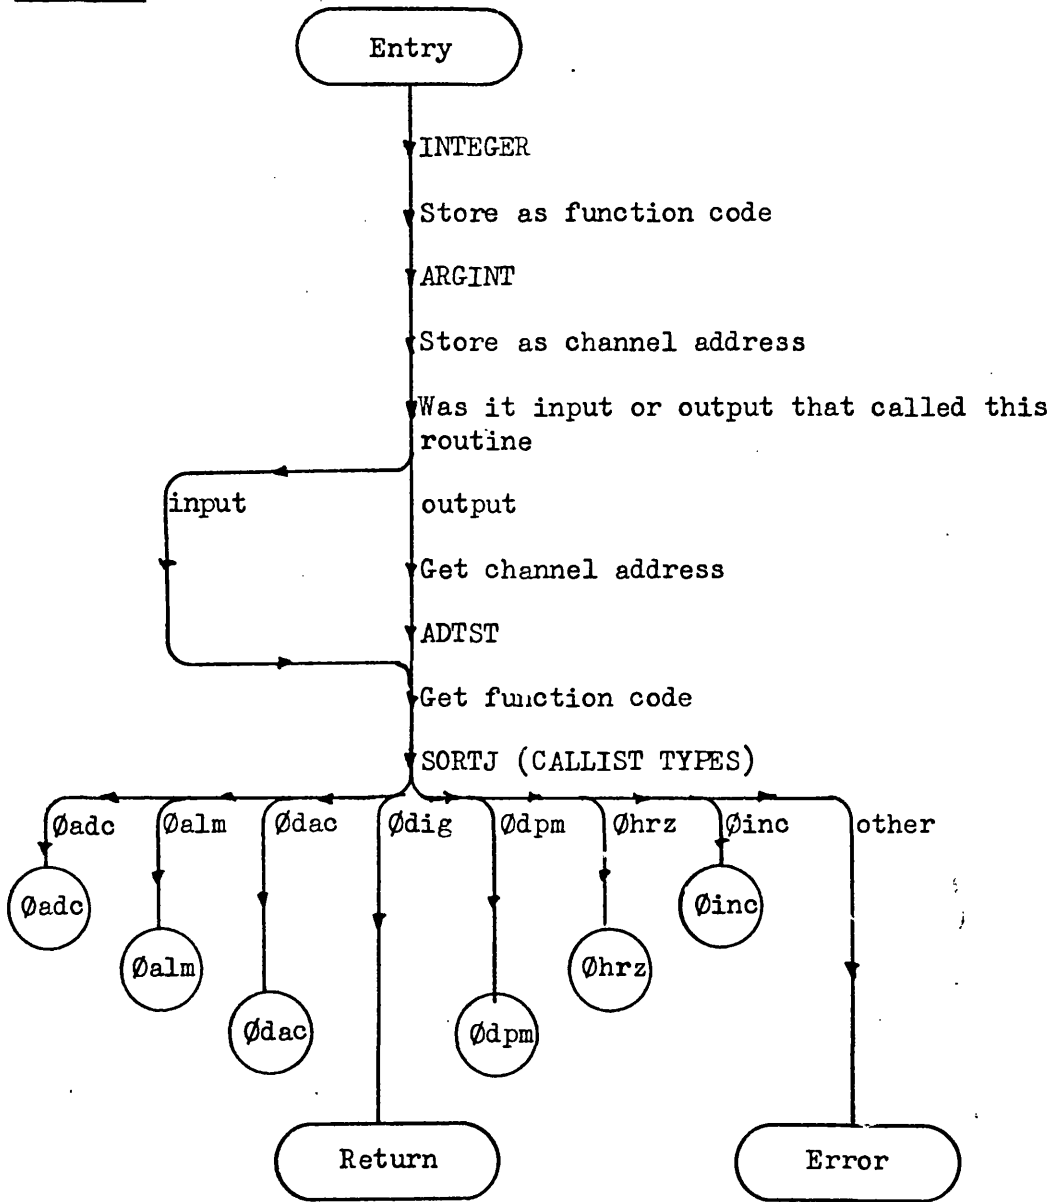 Entry
INTEGER
Store as function code
ARGINT
Store as channel address
Was it input or output that called this
routine
input
output
Get channel address
ADTST
Get function code
SORTJ (CALLIST TYPES)
Øadc Øalm Ødac Ødig Ødpm Øhrz Øinc other
Øadc
Øinc
Øalm
Øhrz
Ødac
Ødpm
Return
Error